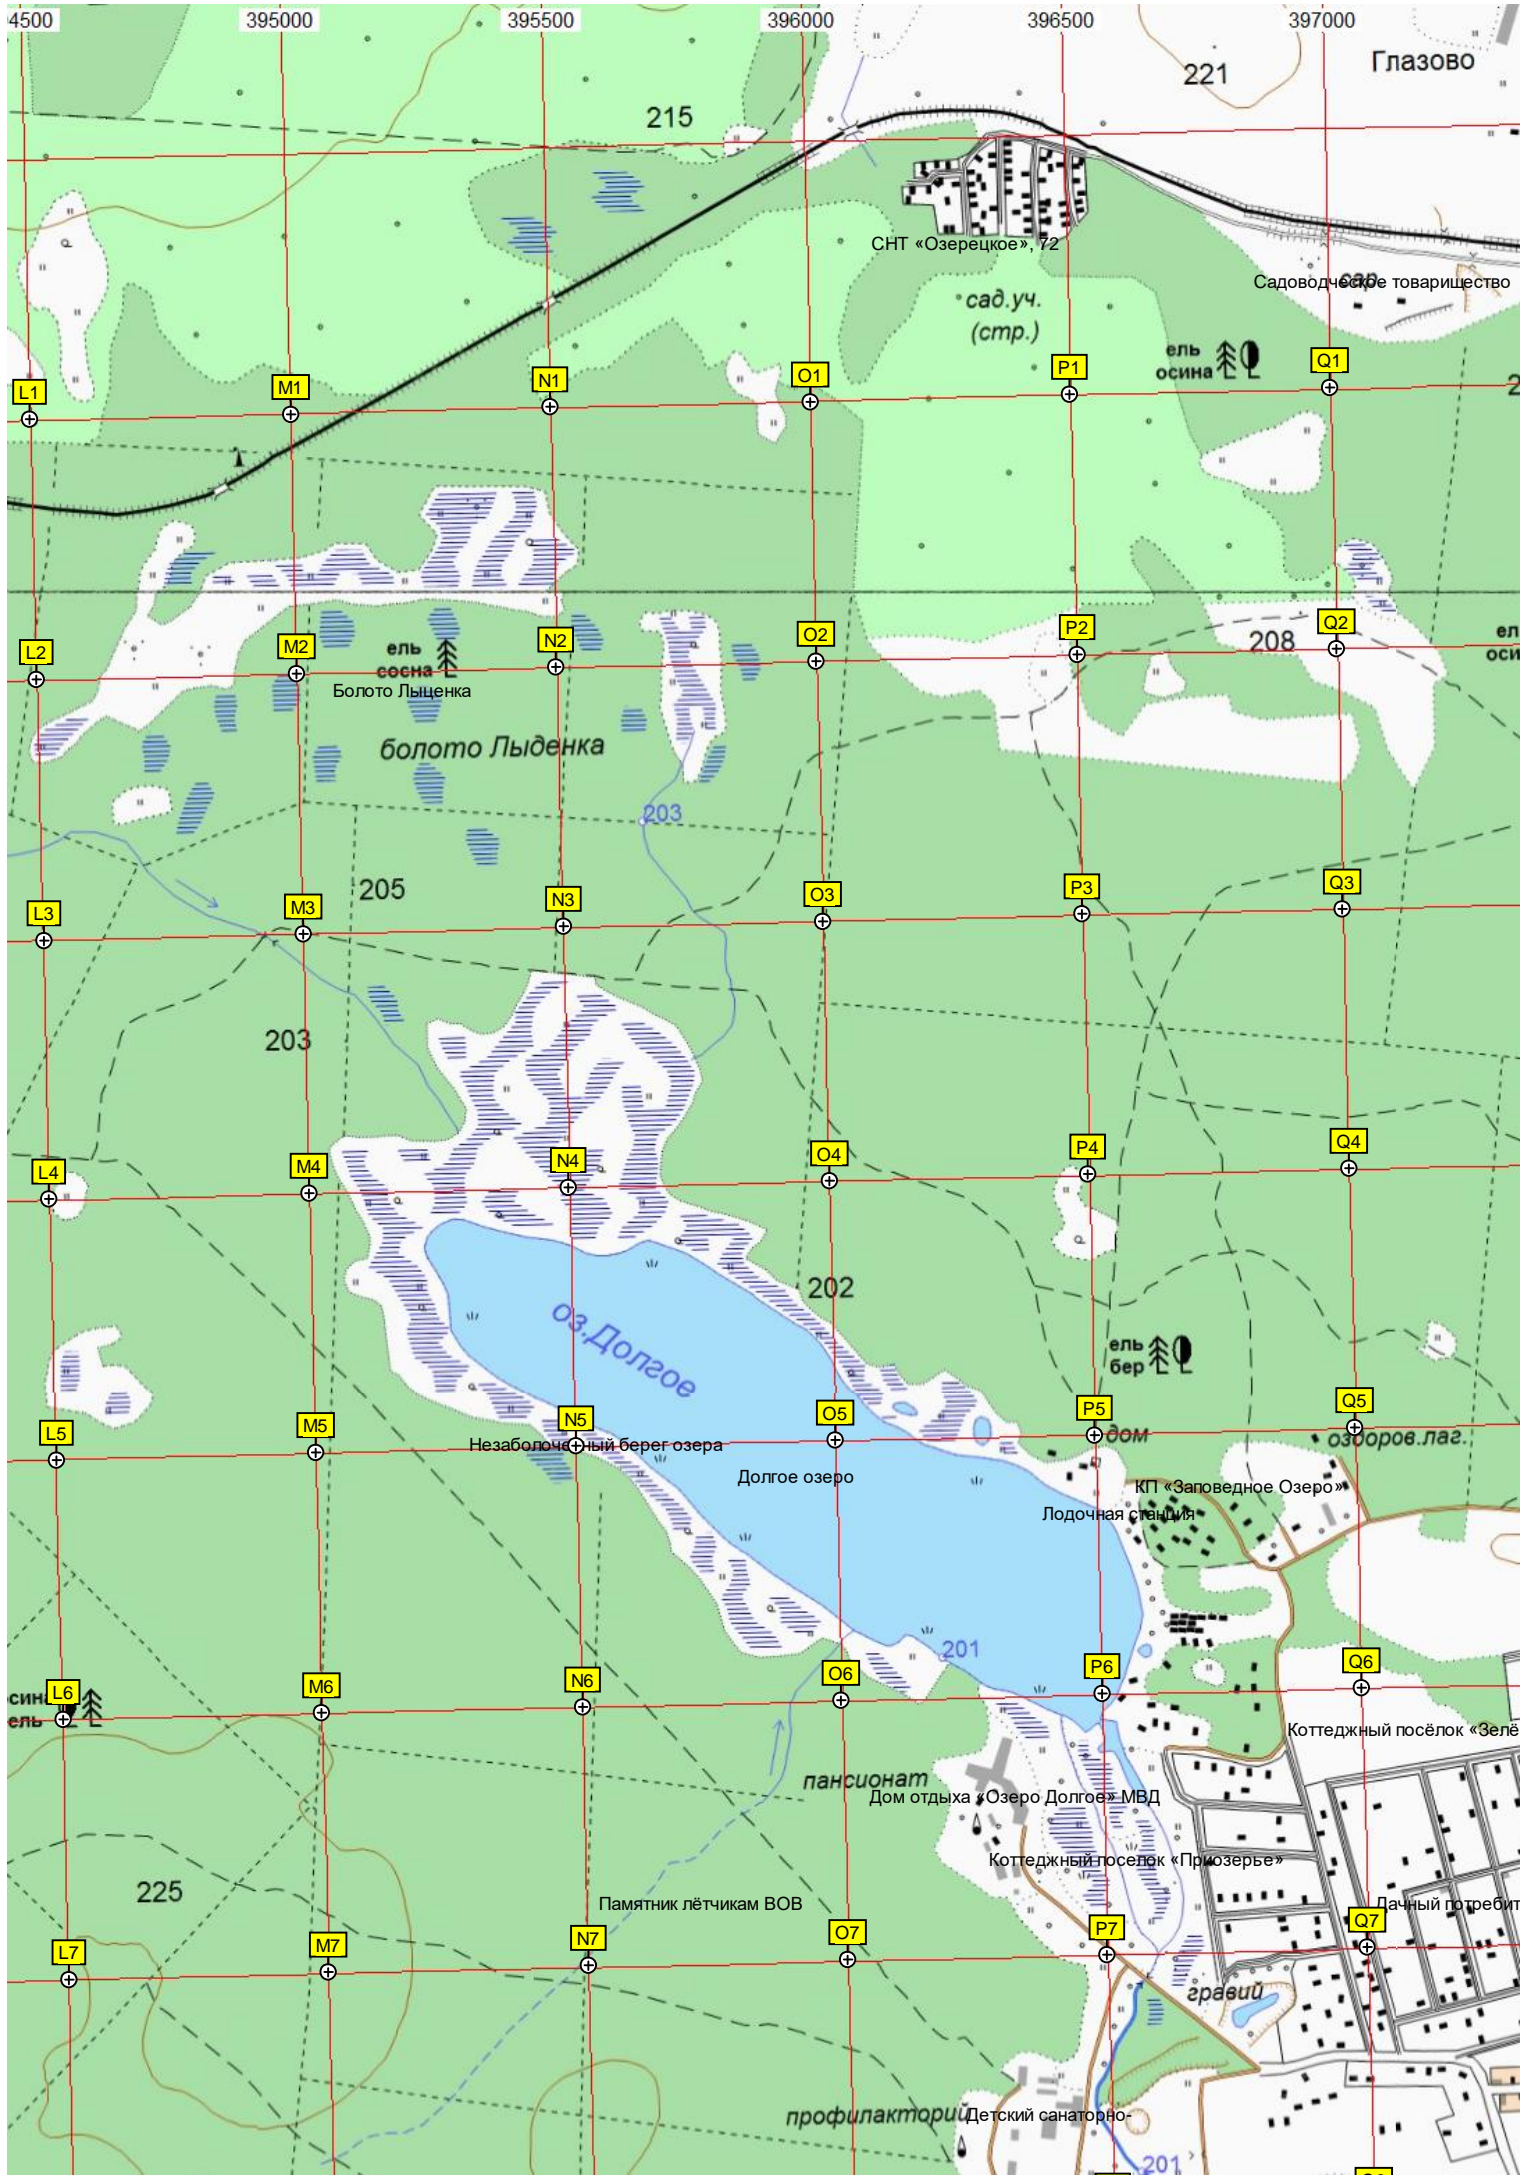 4500 395000 395500 396000 396500 397000
Глазово
221
215
СНТ «Озерецкое», 72
Садоводческое товарищество
сад.уч.
(стр.)
ель
осина
L1 M1 N1 O1 P1 Q1
L2 M2 N2 O2 P2 Q2
208
ель
сосна
Болото Лыщенка
болото Лыденка
203
205
L3 M3 N3 O3 P3 Q3
203
L4 M4 N4 O4 P4 Q4
202
оз.Долгое
ель
бер
L5 M5 N5 O5 P5 Q5
дом
оздоров.лаг.
Незаболоченный берег озера
Долгое озеро
КП «Заповедное Озеро»
Лодочная станция
201
L6 M6 N6 O6 P6 Q6
ель
Коттеджный посёлок «Зелё
пансионат
Дом отдыха «Озеро Долгое» МВД
Коттеджный поселок «Приозерье»
225
Памятник лётчикам ВОВ
Дачный потребит
L7 M7 N7 O7 P7 Q7
гравий
профилакторий
Детский санаторно-
201